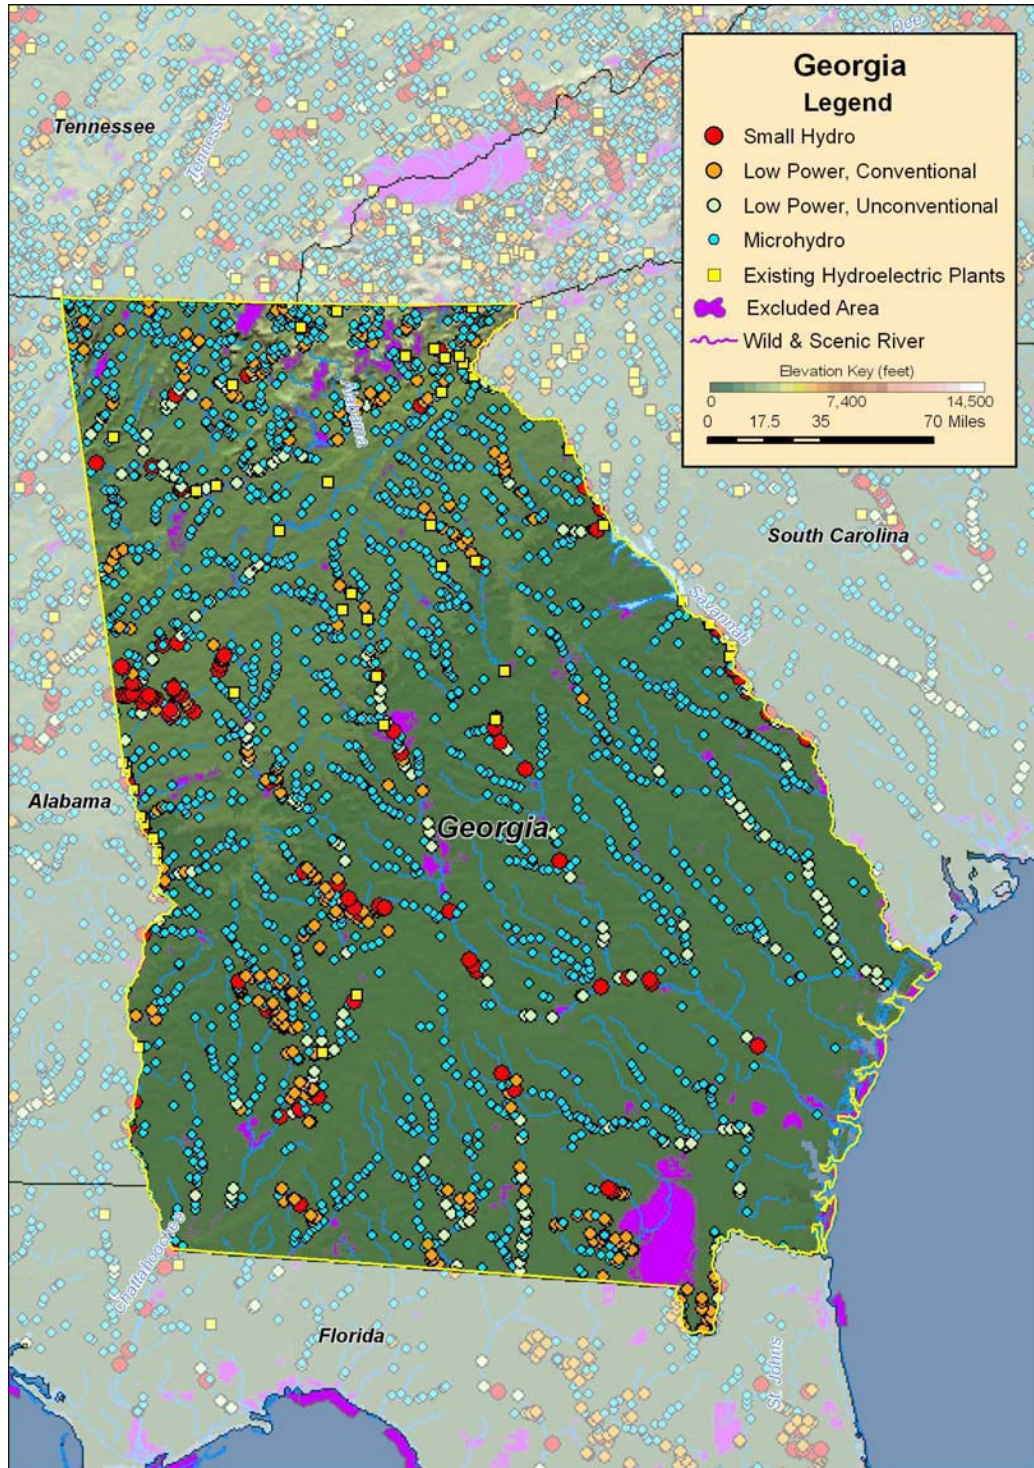 Georgia
Legend
Small Hydro
Low Power, Conventional
Low Power, Unconventional
Microhydro
Existing Hydroelectric Plants
Excluded Area
Wild & Scenic River
Elevation Key (feet)
0 7,400 14,500
0 17.5 35 70 Miles
Dee
Tennessee
Tennessee
Alabama
South Carolina
Savannah
Alabama
Georgia
Chattahoochee
Florida
St. Johns